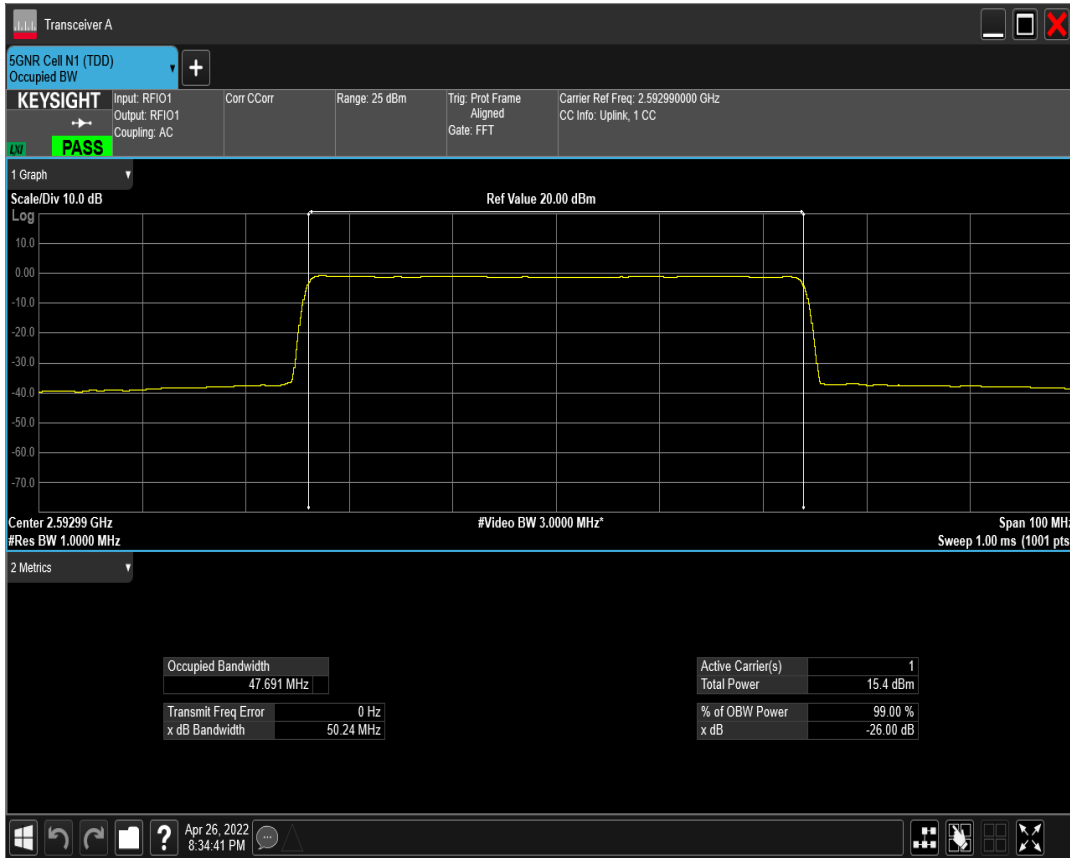 Transceiver A
5GNR Cell N1 (TDD)
Occupied BW
+
KEYSIGHT
LXI
PASS
Input: RFIO1
Output: RFIO1
Coupling: AC
Corr CCorr
Range: 25 dBm
Trig: Prot Frame
Aligned
Gate: FFT
Carrier Ref Freq: 2.592990000 GHz
CC Info: Uplink, 1 CC
1 Graph
Scale/Div 10.0 dB
Ref Value 20.00 dBm
Log
10.0
0.00
-10.0
-20.0
-30.0
-40.0
-50.0
-60.0
-70.0
Center 2.59299 GHz
#Video BW 3.0000 MHz*
Span 100 MHz
#Res BW 1.0000 MHz
Sweep 1.00 ms (1001 pts
2 Metrics
Occupied Bandwidth
47.691 MHz
Transmit Freq Error 0 Hz
x dB Bandwidth 50.24 MHz
Active Carrier(s) 1
Total Power 15.4 dBm
% of OBW Power 99.00 %
x dB -26.00 dB
?
Apr 26, 2022
8:34:41 PM